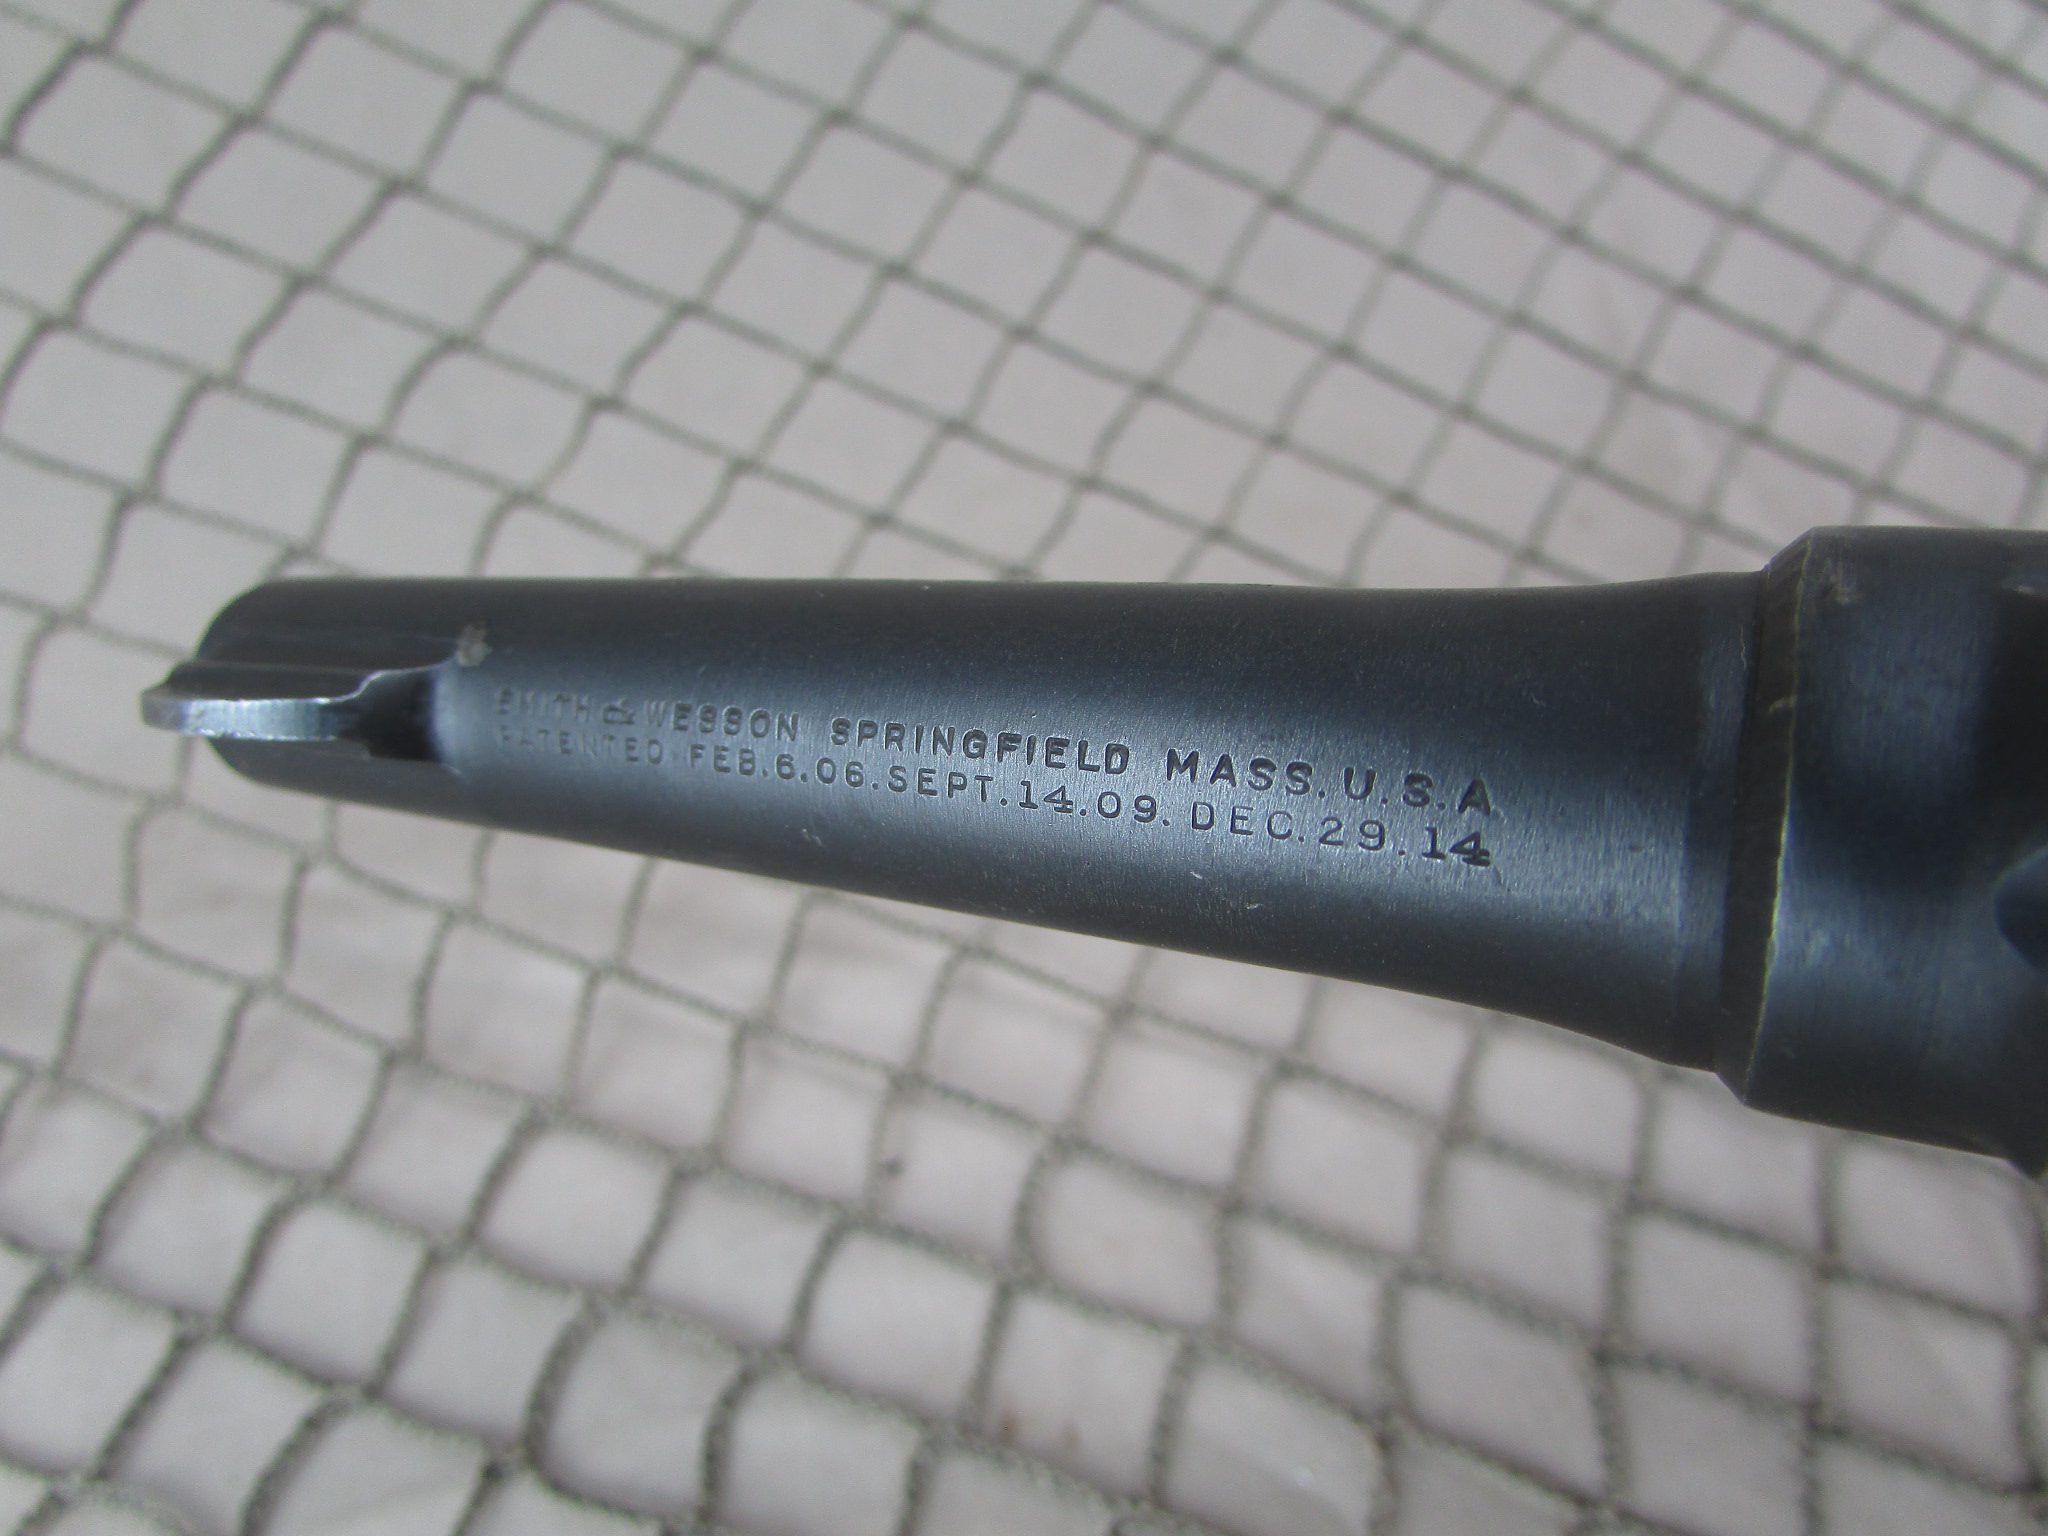 SMITH & WESSON SPRINGFIELD MASS. U.S.A
PATENTED. FEB.6.06. SEPT.14.09. DEC.29.14